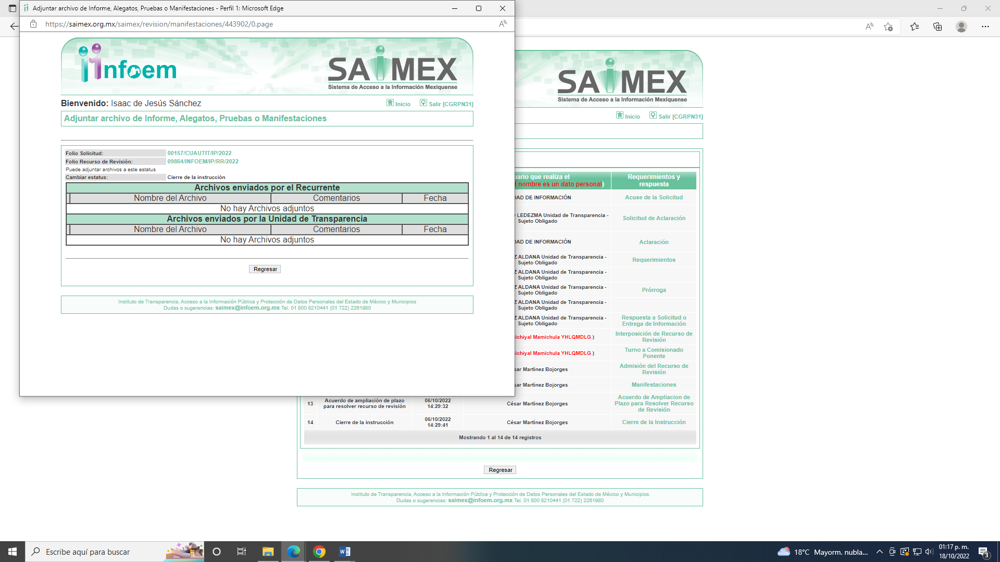 Adjuntar archivo de Informe, Alegatos, Pruebas o Manifestaciones - Perfil 1: Microsoft Edge
https://saimex.org.mx/saimex/revision/manifestaciones/443902/0.page
infoem
SAIMEX
Sistema de Acceso a la Información Mexiquense
Bienvenido: Isaac de Jesús Sánchez
Inicio
Salir [CGRPN31]
Adjuntar archivo de Informe, Alegatos, Pruebas o Manifestaciones
Folio Solicitud: 00157/CUAUTIT/IP/2022
Folio Recurso de Revisión: 09864/INFOEM/IP/RR/2022
Puede adjuntar archivos a este estatus
Cambiar estatus: Cierre de la instrucción
Archivos enviados por el Recurrente
Nombre del Archivo Comentarios Fecha
No hay Archivos adjuntos
Archivos enviados por la Unidad de Transparencia
Nombre del Archivo Comentarios Fecha
No hay Archivos adjuntos
Regresar
Instituto de Transparencia, Acceso a la Información Pública y Protección de Datos Personales del Estado de México y Municipios
Dudas o sugerencias: saimex@infoem.org.mx Tel. 01 800 8210441 (01 722) 2261980
SAIMEX
Sistema de Acceso a la Información Mexiquense
Inicio
Salir [CGRPN31]
uario que realiza el
l nombre es un dato personal)
Requerimientos y
respuesta
DAD DE INFORMACIÓN
Acuse de la Solicitud
LEDEZMA Unidad de Transparencia -
Sujeto Obligado
Solicitud de Aclaración
DAD DE INFORMACIÓN
Aclaración
Z ALDANA Unidad de Transparencia -
Sujeto Obligado
Requerimientos
Z ALDANA Unidad de Transparencia -
Sujeto Obligado
Z ALDANA Unidad de Transparencia -
Sujeto Obligado
Prórroga
Z ALDANA Unidad de Transparencia -
Sujeto Obligado
Z ALDANA Unidad de Transparencia -
Sujeto Obligado
Respuesta a Solicitud o
Entrega de Información
ichiyal Mamichula YHLQMDLG )
Interposición de Recurso de
Revisión
ichiyal Mamichula YHLQMDLG )
Turno a Comisionado
Ponente
sar Martínez Bojorges
Admisión del Recurso de
Revisión
sar Martínez Bojorges
Manifestaciones
13
Acuerdo de ampliación de plazo
para resolver recurso de revisión
06/10/2022
14:29:32
César Martínez Bojorges
Acuerdo de Ampliacion de
Plazo para Resolver Recurso
de Revisión
14
Cierre de la instrucción
06/10/2022
14:29:41
César Martínez Bojorges
Cierre de la Instrucción
Mostrando 1 al 14 de 14 registros
Regresar
Instituto de Transparencia, Acceso a la Información Pública y Protección de Datos Personales del Estado de México y Municipios
Dudas o sugerencias: saimex@infoem.org.mx Tel. 01 800 8210441 (01 722) 2261980
Escribe aquí para buscar
18°C Mayorm. nubla...
01:17 p. m.
18/10/2022
3